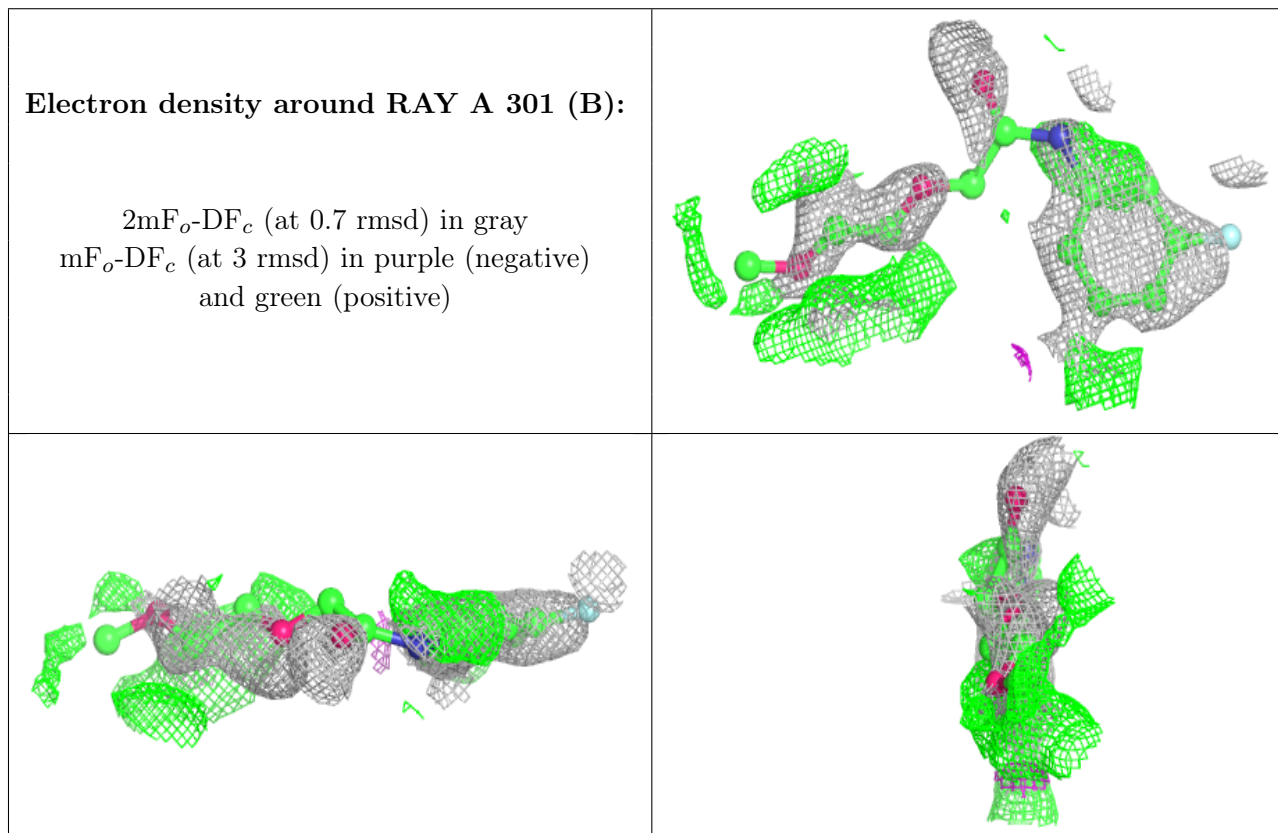 Electron density around RAY A 301 (B):
2mFo-DFc (at 0.7 rmsd) in gray
mFo-DFc (at 3 rmsd) in purple (negative)
and green (positive)